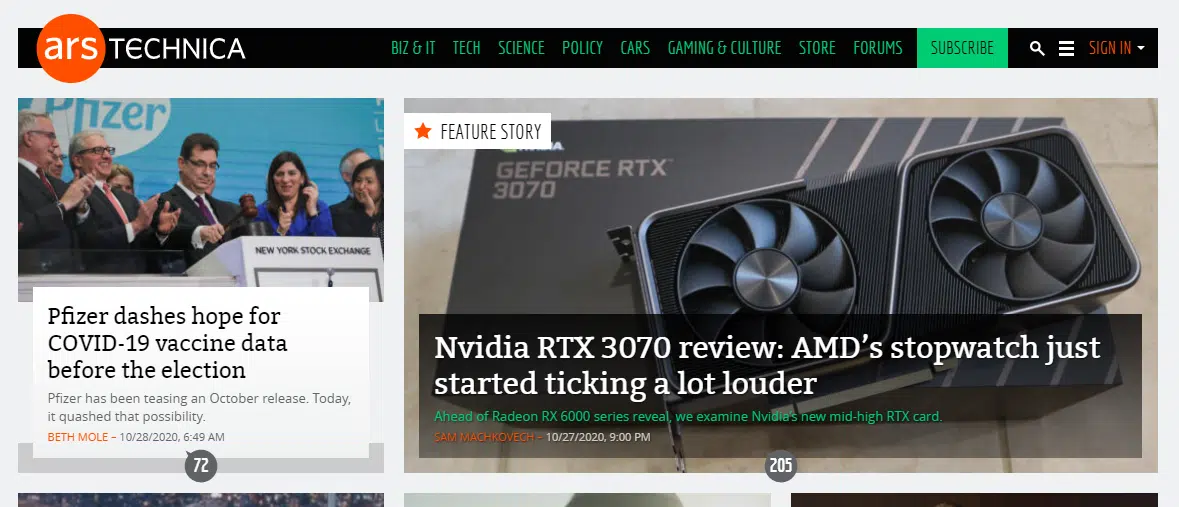 ars TECHNICA
BIZ & IT TECH SCIENCE POLICY CARS GAMING & CULTURE STORE FORUMS SUBSCRIBE SIGN IN
Pfizer
NEW YORK STOCK EXCHANGE
Pfizer dashes hope for
COVID-19 vaccine data
before the election
Pfizer has been teasing an October release. Today,
it quashed that possibility.
BETH MOLE – 10/28/2020, 6:49 AM
72
FEATURE STORY
NVIDIA.
GEFORCE RTX™
3070
Nvidia RTX 3070 review: AMD’s stopwatch just
started ticking a lot louder
Ahead of Radeon RX 6000 series reveal, we examine Nvidia's new mid-high RTX card.
SAM MACHKOVECH – 10/27/2020, 9:00 PM
205